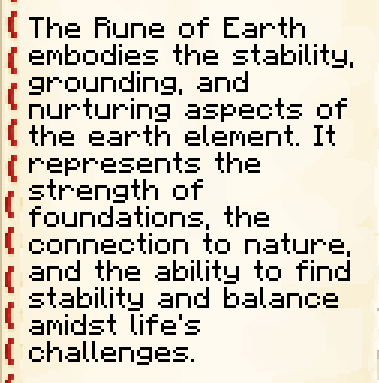 The Rune of Earth
embodies the stability,
grounding, and
nurturing aspects of
the earth element. It
represents the
strength of
foundations, the
connection to nature,
and the ability to find
stability and balance
amidst life's
challenges.